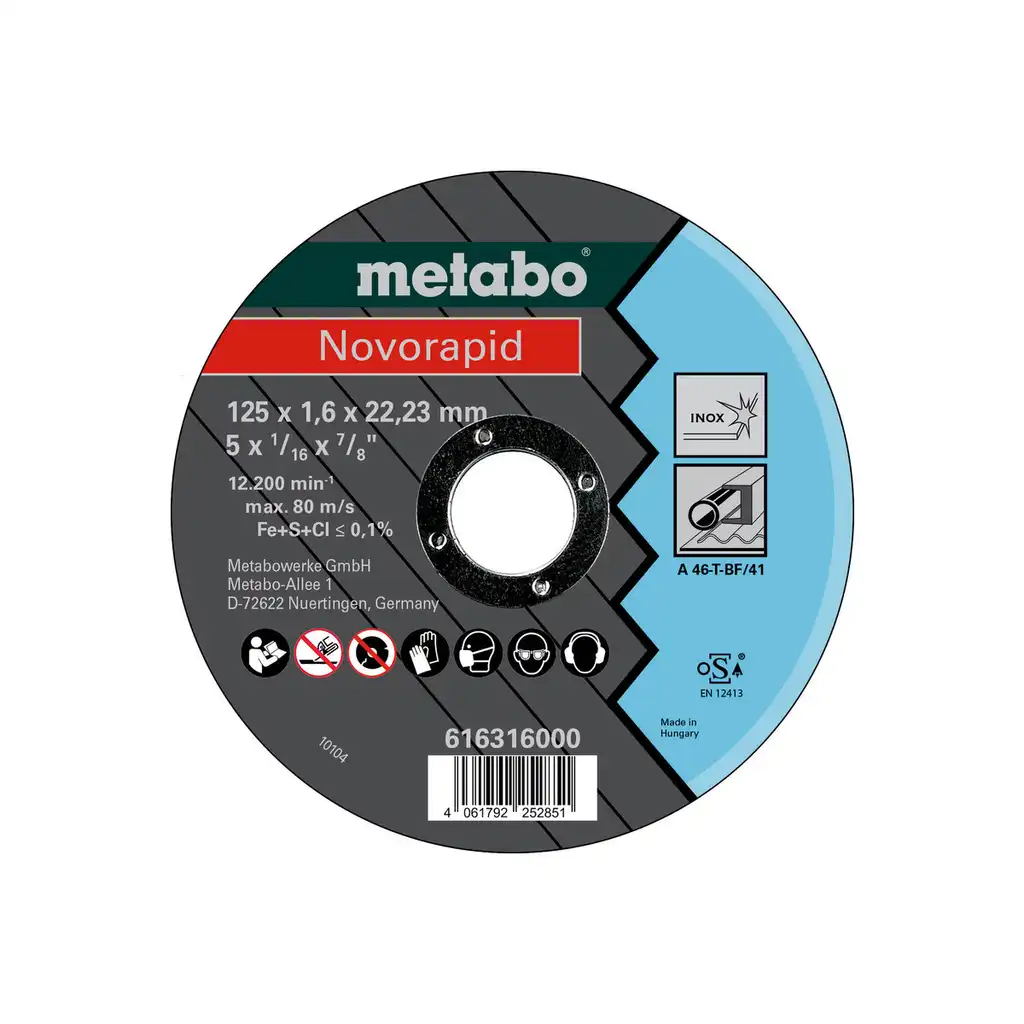 metabo®
Novorapid
125 x 1,6 x 22,23 mm
5 x 1/16 x 7/8"
12.200 min⁻¹
max. 80 m/s
Fe+S+Cl ≤ 0,1%
Metabowerke GmbH
Metabo-Allee 1
D-72622 Nuertingen, Germany
INOX
A 46-T-BF/41
oSA®
EN 12413
Made in
Hungary
10104
616316000
4 061792 252851